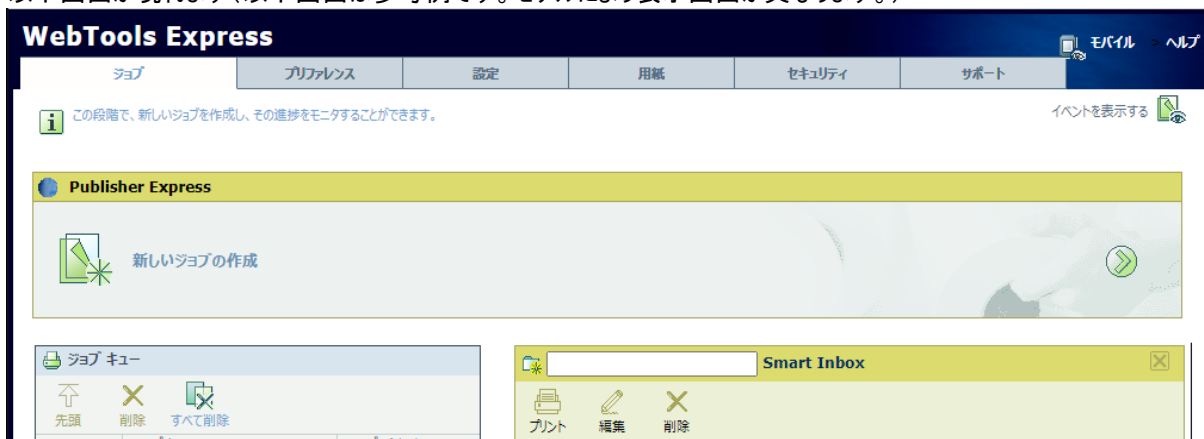 WebTools Express
モバイル > ヘルプ
ジョブ プリファレンス 設定 用紙 セキュリティ サポート
この段階で、新しいジョブを作成し、その進捗をモニタすることができます。
イベントを表示する
Publisher Express
新しいジョブの作成
ジョブ キュー
Smart Inbox
先頭 削除 すべて削除
プリント 編集 削除